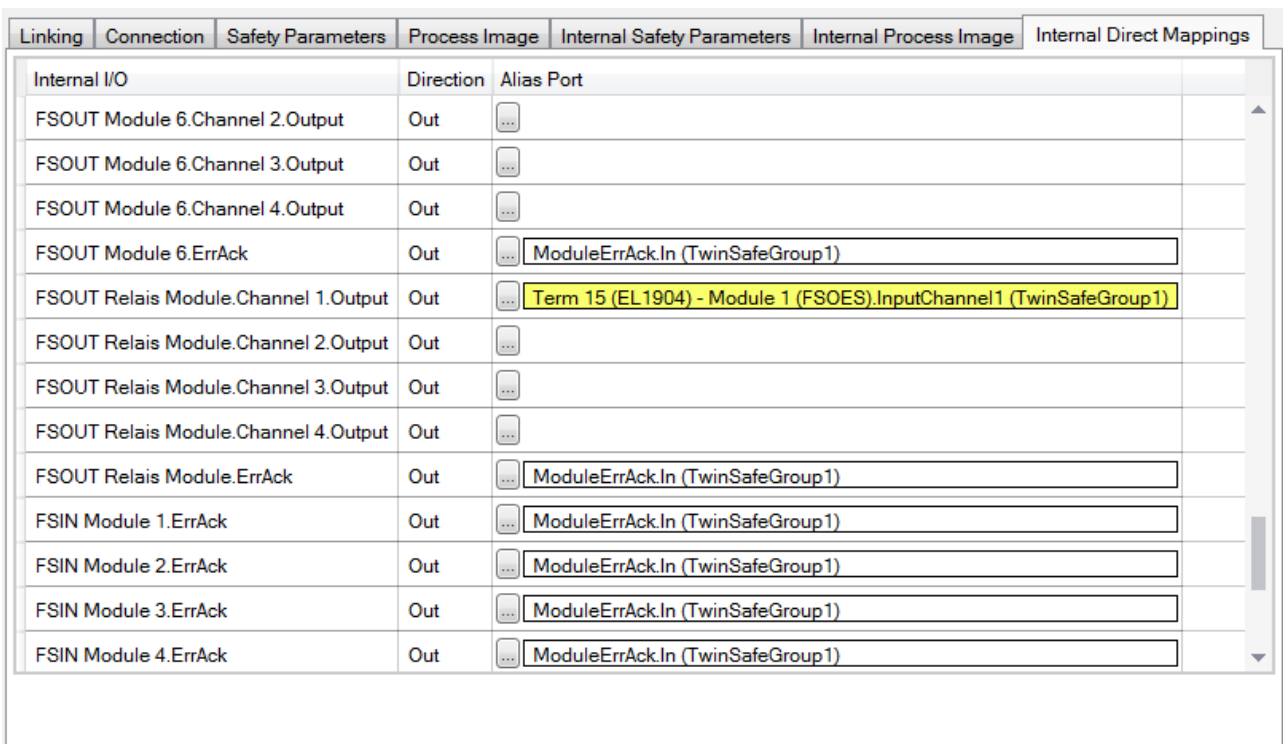 Linking Connection Safety Parameters Process Image Internal Safety Parameters Internal Process Image Internal Direct Mappings
Internal I/O Direction Alias Port
FSOUT Module 6.Channel 2.Output Out ...
FSOUT Module 6.Channel 3.Output Out ...
FSOUT Module 6.Channel 4.Output Out ...
FSOUT Module 6.ErrAck Out ... ModuleErrAck.In (TwinSafeGroup1)
FSOUT Relais Module.Channel 1.Output Out ... Term 15 (EL1904) - Module 1 (FSOES).InputChannel1 (TwinSafeGroup1)
FSOUT Relais Module.Channel 2.Output Out ...
FSOUT Relais Module.Channel 3.Output Out ...
FSOUT Relais Module.Channel 4.Output Out ...
FSOUT Relais Module.ErrAck Out ... ModuleErrAck.In (TwinSafeGroup1)
FSIN Module 1.ErrAck Out ... ModuleErrAck.In (TwinSafeGroup1)
FSIN Module 2.ErrAck Out ... ModuleErrAck.In (TwinSafeGroup1)
FSIN Module 3.ErrAck Out ... ModuleErrAck.In (TwinSafeGroup1)
FSIN Module 4.ErrAck Out ... ModuleErrAck.In (TwinSafeGroup1)